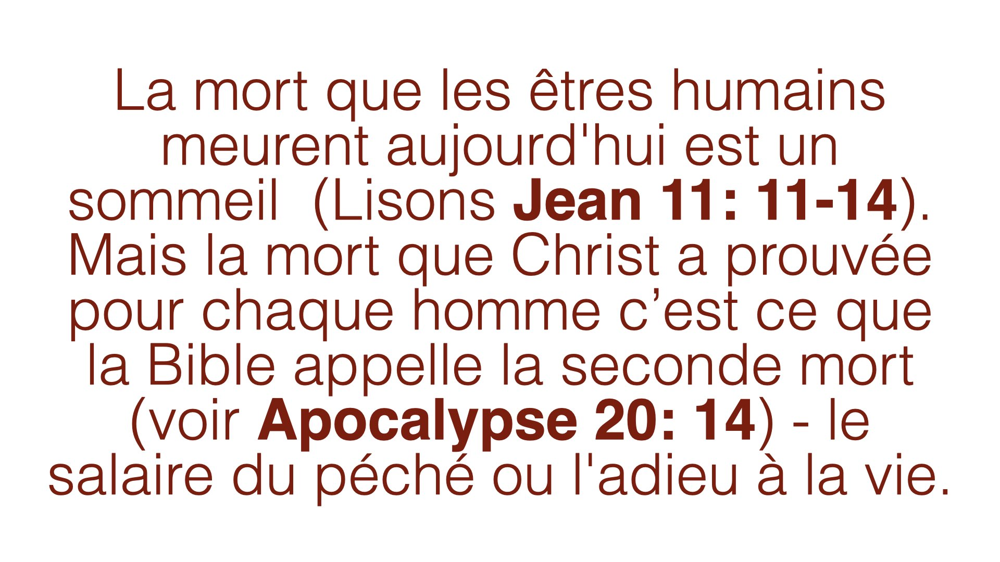 La mort que les êtres humains
meurent aujourd'hui est un
sommeil  (Lisons Jean 11: 11-14).
Mais la mort que Christ a prouvée
pour chaque homme c’est ce que
la Bible appelle la seconde mort
(voir Apocalypse 20: 14) - le
salaire du péché ou l'adieu à la vie.